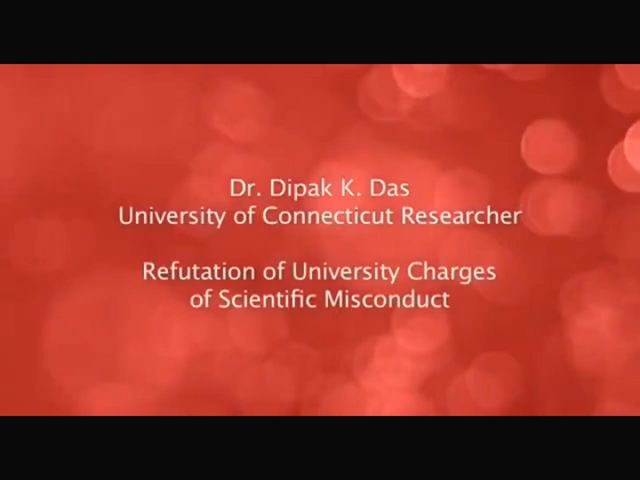 Dr. Dipak K. Das
University of Connecticut Researcher
Refutation of University Charges
of Scientific Misconduct